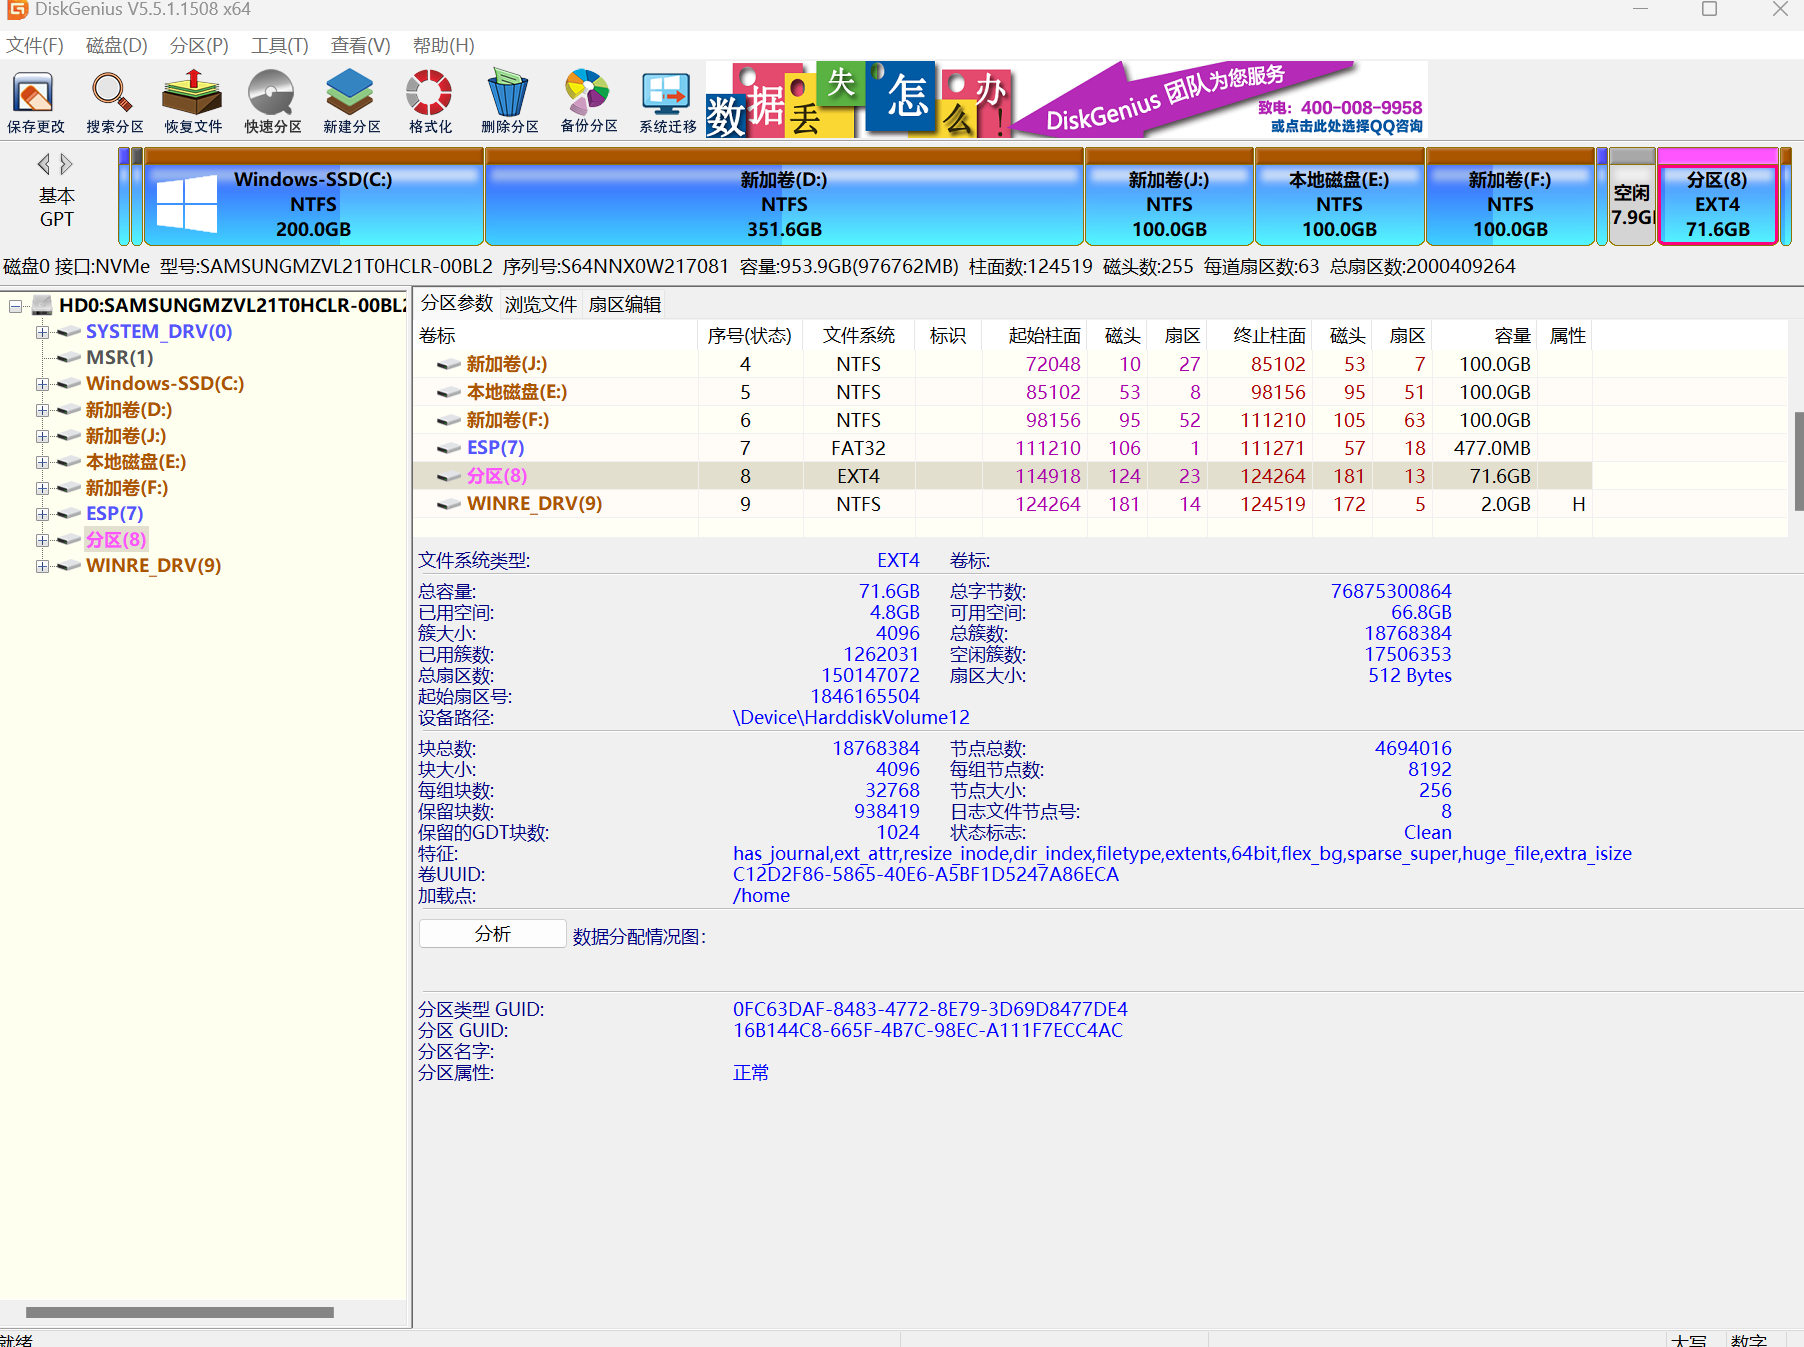 DiskGenius V5.5.1.1508 x64
文件(F) 磁盘(D) 分区(P) 工具(T) 查看(V) 帮助(H)
保存更改 搜索分区 恢复文件 快速分区 新建分区 格式化 删除分区 备份分区 系统迁移
数据丢失怎么办!
DiskGenius 团队为您服务
致电：400-008-9958
或点击此处选择QQ咨询
基本
GPT
Windows-SSD(C:)
NTFS
200.0GB
新加卷(D:)
NTFS
351.6GB
新加卷(J:)
NTFS
100.0GB
本地磁盘(E:)
NTFS
100.0GB
新加卷(F:)
NTFS
100.0GB
空闲
7.9GB
分区(8)
EXT4
71.6GB
磁盘0 接口:NVMe 型号:SAMSUNGMZVL21T0HCLR-00BL2 序列号:S64NNX0W217081 容量:953.9GB(976762MB) 柱面数:124519 磁头数:255 每道扇区数:63 总扇区数:2000409264
HD0:SAMSUNGMZVL21T0HCLR-00BL2
SYSTEM_DRV(0)
MSR(1)
Windows-SSD(C:)
新加卷(D:)
新加卷(J:)
本地磁盘(E:)
新加卷(F:)
ESP(7)
分区(8)
WINRE_DRV(9)
分区参数 浏览文件 扇区编辑
卷标 序号(状态) 文件系统 标识 起始柱面 磁头 扇区 终止柱面 磁头 扇区 容量 属性
新加卷(J:) 4 NTFS 72048 10 27 85102 53 7 100.0GB
本地磁盘(E:) 5 NTFS 85102 53 8 98156 95 51 100.0GB
新加卷(F:) 6 NTFS 98156 95 52 111210 105 63 100.0GB
ESP(7) 7 FAT32 111210 106 1 111271 57 18 477.0MB
分区(8) 8 EXT4 114918 124 23 124264 181 13 71.6GB
WINRE_DRV(9) 9 NTFS 124264 181 14 124519 172 5 2.0GB H
文件系统类型: EXT4 卷标:
总容量: 71.6GB 总字节数: 76875300864
已用空间: 4.8GB 可用空间: 66.8GB
簇大小: 4096 总簇数: 18768384
已用簇数: 1262031 空闲簇数: 17506353
总扇区数: 150147072 扇区大小: 512 Bytes
起始扇区号: 1846165504
设备路径: \Device\HarddiskVolume12
块总数: 18768384 节点总数: 4694016
块大小: 4096 每组节点数: 8192
每组块数: 32768 节点大小: 256
保留块数: 938419 日志文件节点号: 8
保留的GDT块数: 1024 状态标志: Clean
特征: has_journal,ext_attr,resize_inode,dir_index,filetype,extents,64bit,flex_bg,sparse_super,huge_file,extra_isize
卷UUID: C12D2F86-5865-40E6-A5BF1D5247A86ECA
加载点: /home
分析 数据分配情况图:
分区类型 GUID: 0FC63DAF-8483-4772-8E79-3D69D8477DE4
分区 GUID: 16B144C8-665F-4B7C-98EC-A111F7ECC4AC
分区名字:
分区属性: 正常
就绪 大写 数字